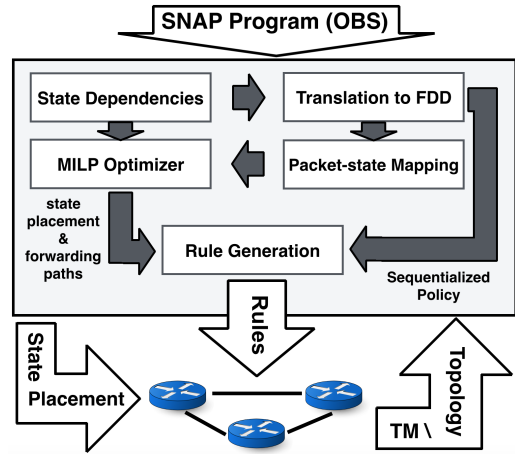 SNAP Program (OBS)
State Dependencies
Translation to FDD
MILP Optimizer
Packet-state Mapping
state
placement
&
forwarding
paths
Rule Generation
Sequentialized
Policy
Rules
State
Placement
TM \
Topology